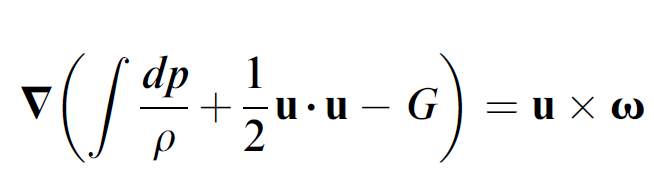 ∇(∫ dp/ρ + 1/2 u · u − G) = u × ω